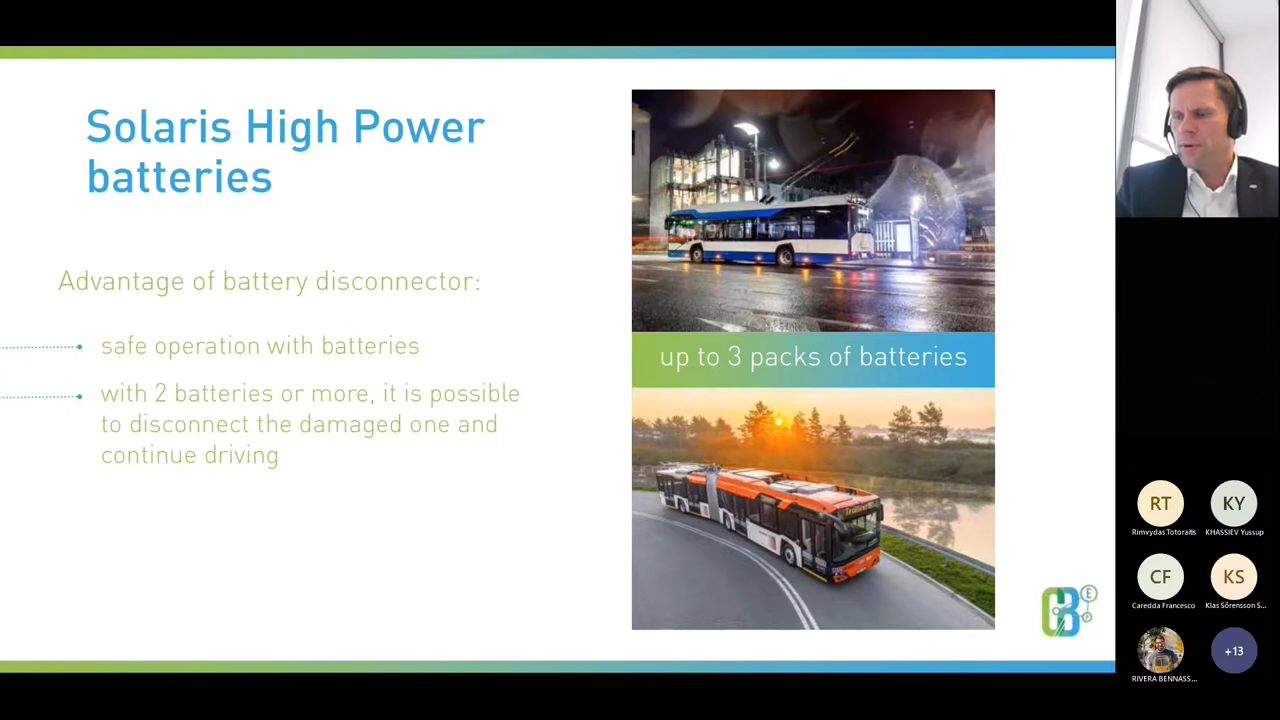 Solaris High Power
batteries
Advantage of battery disconnector:
safe operation with batteries
with 2 batteries or more, it is possible
to disconnect the damaged one and
continue driving
up to 3 packs of batteries
CB
E
RT
KY
Rimvydas Totoraitis
KHASSIEV Yussup
CF
KS
Caredda Francesco
Klas Sörensson S...
+13
RIVERA BENNASS...